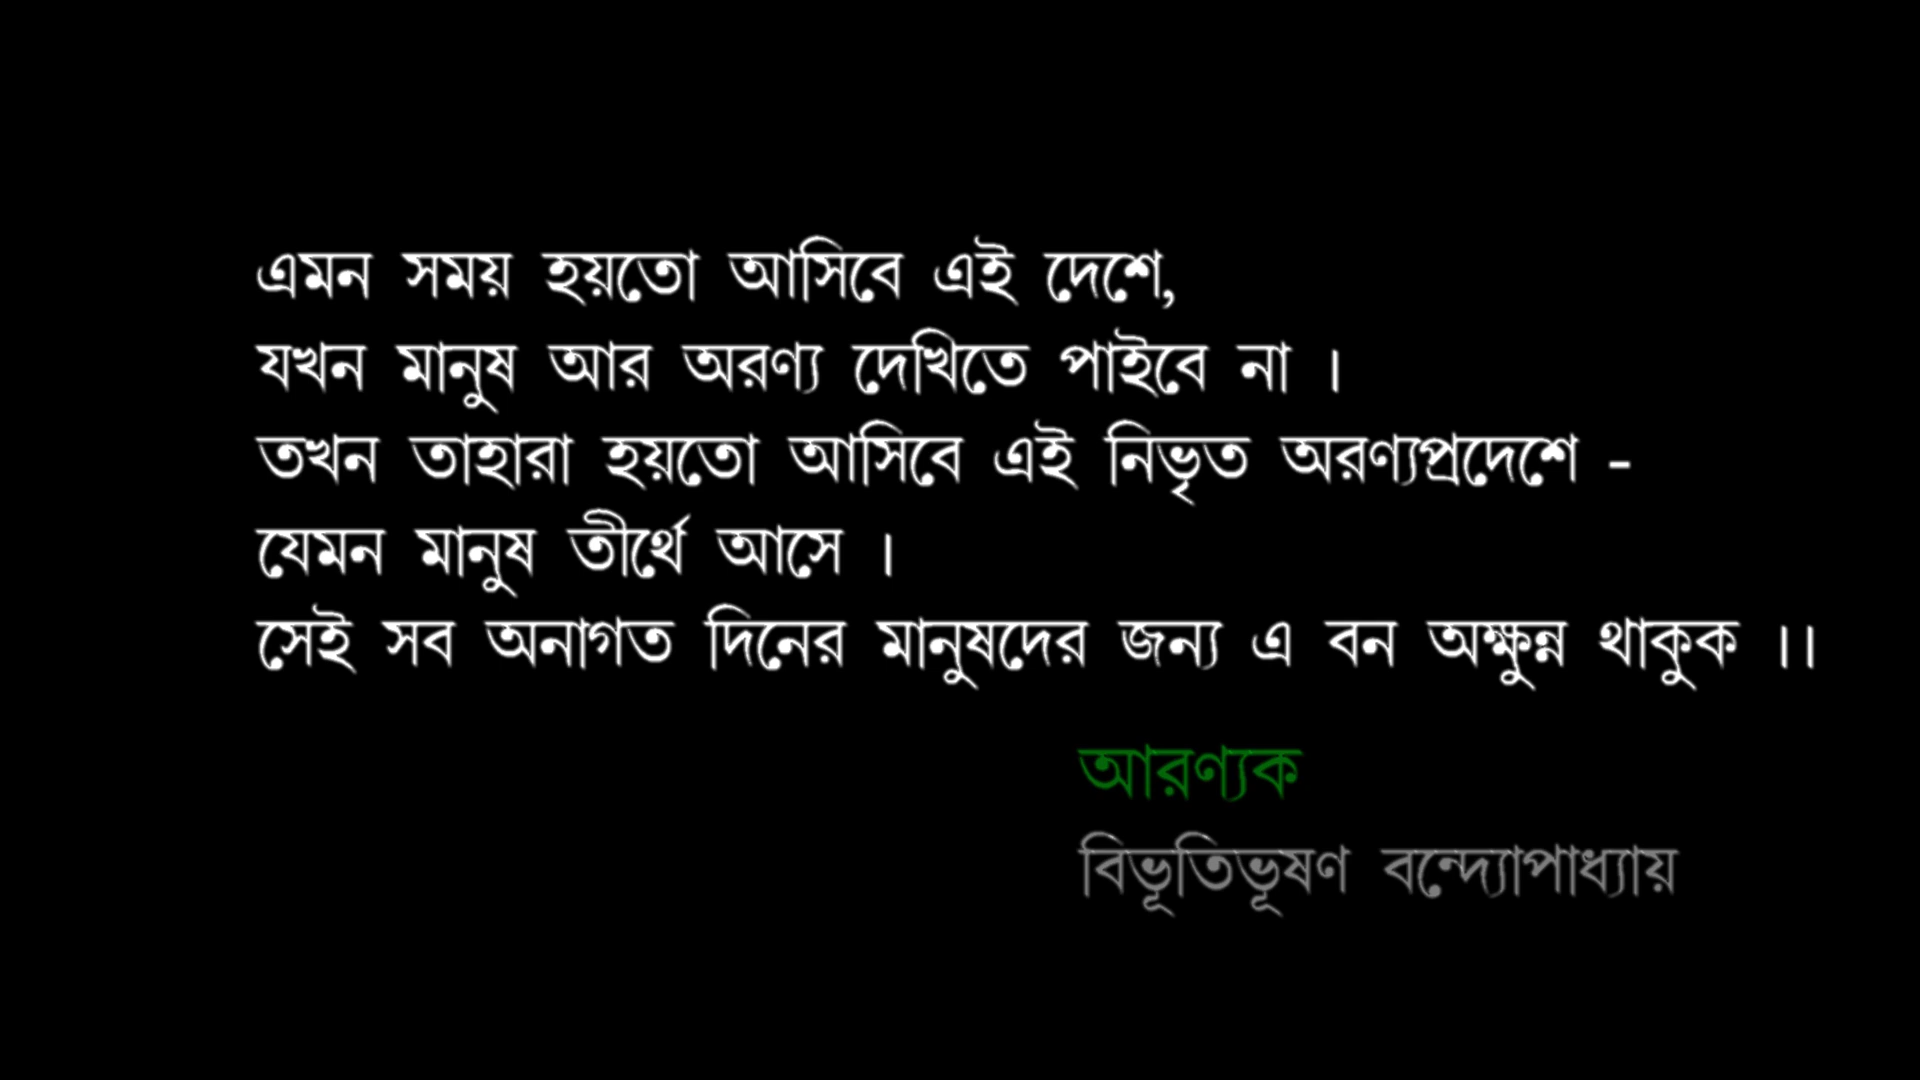 এমন সময় হয়তো আসিবে এই দেশে,
যখন মানুষ আর অরণ্য দেখিতে পাইবে না ।
তখন তাহারা হয়তো আসিবে এই নিভৃত অরণ্যপ্রদেশে -
যেমন মানুষ তীর্থে আসে ।
সেই সব অনাগত দিনের মানুষদের জন্য এ বন অক্ষুন্ন থাকুক ।।
আরণ্যক
বিভূতিভূষণ বন্দ্যোপাধ্যায়